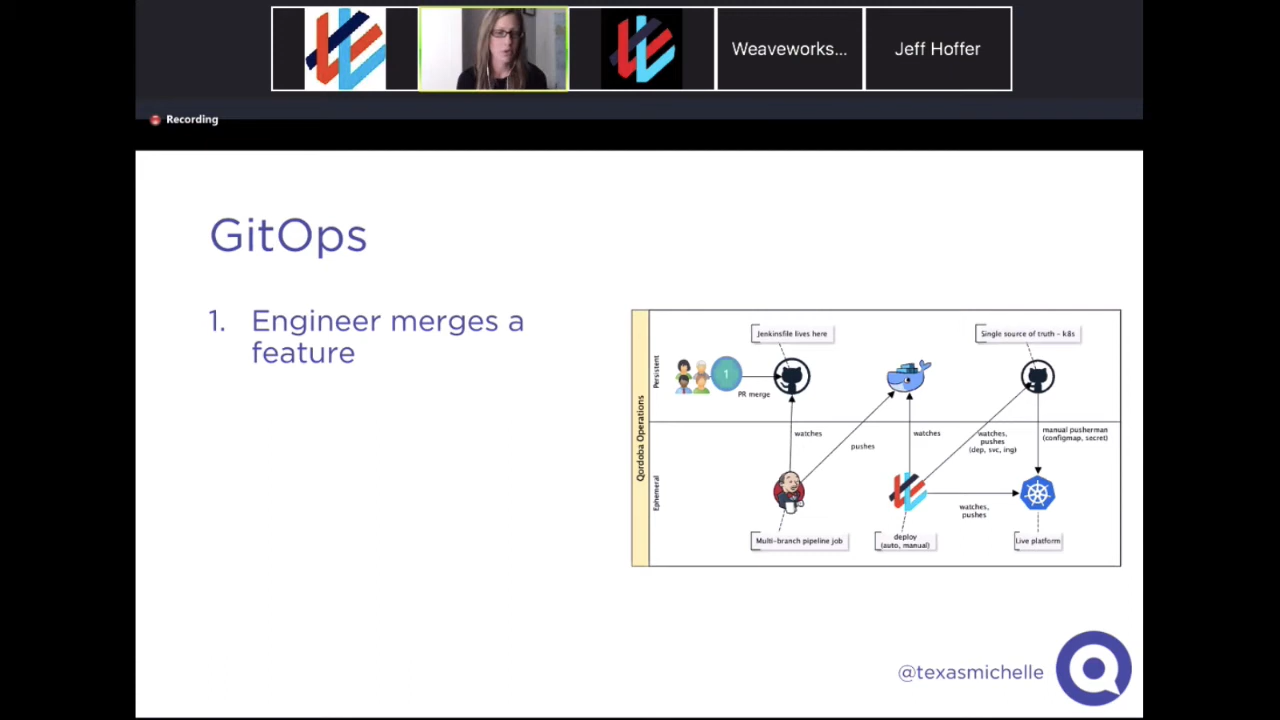 Weaveworks...
Jeff Hoffer
Recording
GitOps
1. Engineer merges a
feature
Qordoba Operations
Persistent
Ephemeral
Jenkinsfile lives here
Single source of truth - k8s
1
PR merge
watches
pushes
watches
watches,
pushes
(dep, svc, ing)
manual pusherman
(configmap, secret)
watches,
pushes
Multi-branch pipeline job
deploy
(auto, manual)
Live platform
@texasmichelle